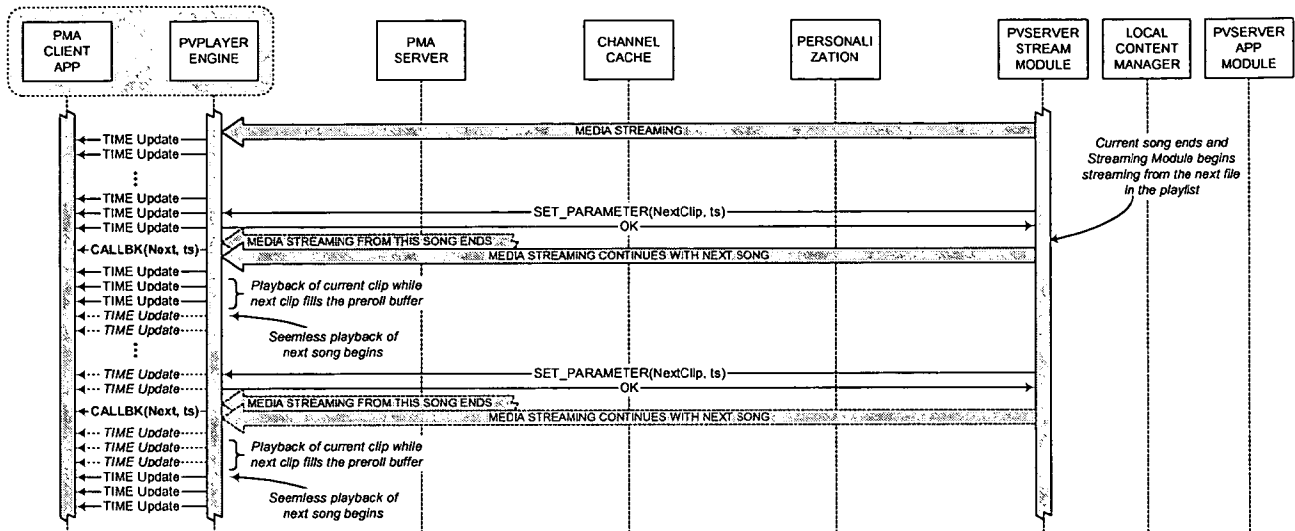 PMA
CLIENT
APP
PVPLAYER
ENGINE
PMA
SERVER
CHANNEL
CACHE
PERSONALI
ZATION
PVSERVER
STREAM
MODULE
LOCAL
CONTENT
MANAGER
PVSERVER
APP
MODULE
MEDIA STREAMING
TIME Update
TIME Update
Current song ends and
Streaming Module begins
streaming from the next file
in the playlist
TIME Update
TIME Update
SET_PARAMETER(NextClip, ts)
TIME Update
OK
MEDIA STREAMING FROM THIS SONG ENDS
CALLBK(Next, ts)
MEDIA STREAMING CONTINUES WITH NEXT SONG
TIME Update
TIME Update
Playback of current clip while
TIME Update
next clip fills the preroll buffer
TIME Update
TIME Update
Seemless playback of
next song begins
TIME Update
SET_PARAMETER(NextClip, ts)
TIME Update
OK
MEDIA STREAMING FROM THIS SONG ENDS
CALLBK(Next, ts)
MEDIA STREAMING CONTINUES WITH NEXT SONG
TIME Update
TIME Update
Playback of current clip while
TIME Update
next clip fills the preroll buffer
TIME Update
TIME Update
Seemless playback of
TIME Update
next song begins